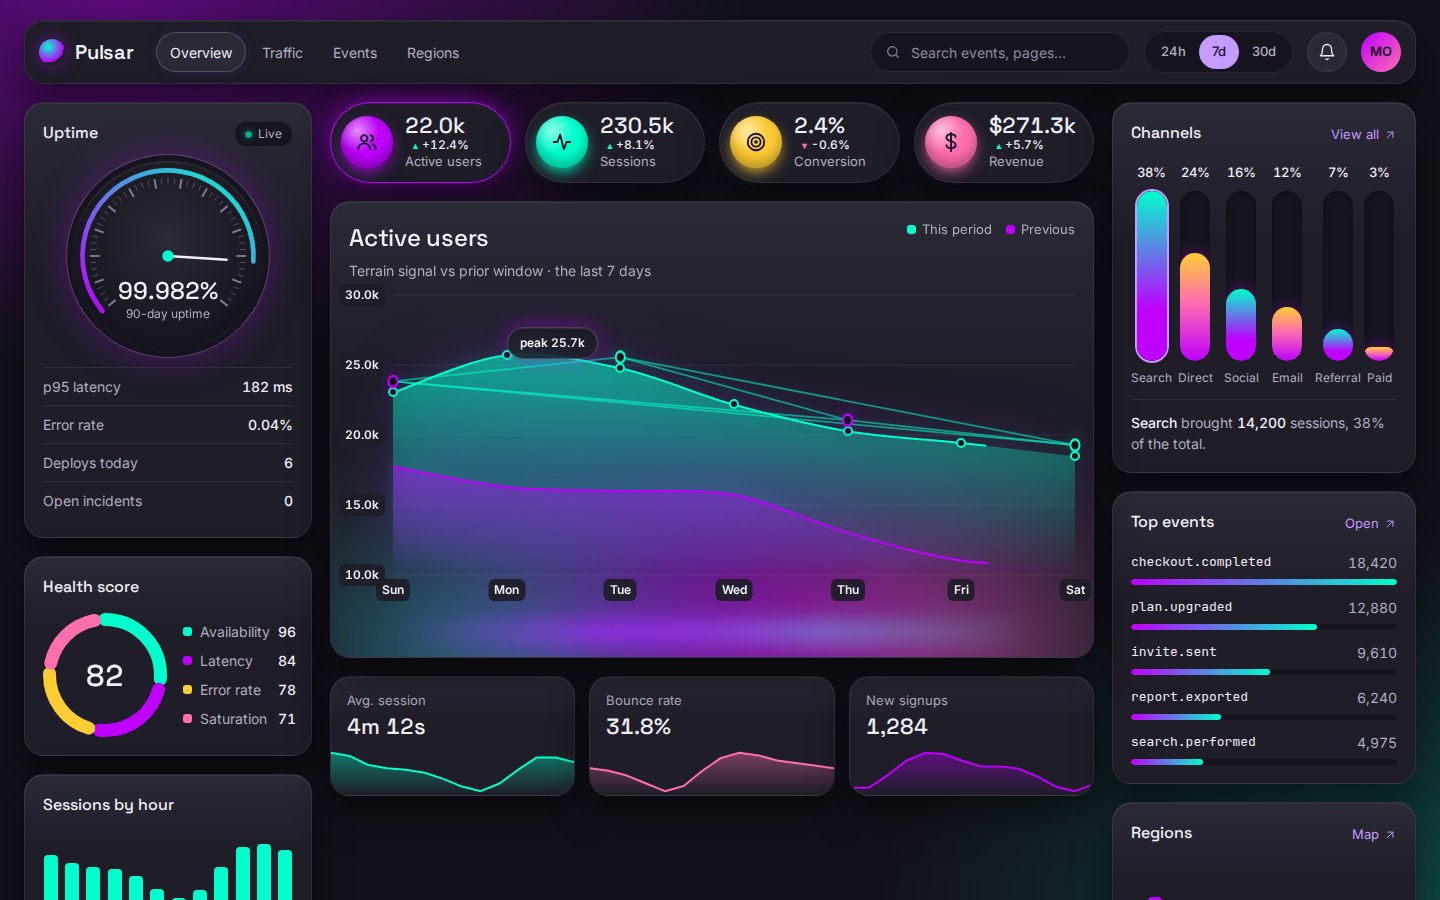 Pulsar
Overview
Traffic
Events
Regions
Search events, pages...
24h
7d
30d
MO
Uptime
Live
99.982%
90-day uptime
p95 latency 182 ms
Error rate 0.04%
Deploys today 6
Open incidents 0
Health score
82
Availability 96
Latency 84
Error rate 78
Saturation 71
Sessions by hour
22.0k
▲ +12.4%
Active users
230.5k
▲ +8.1%
Sessions
2.4%
▼ -0.6%
Conversion
$271.3k
▲ +5.7%
Revenue
Active users
This period
Previous
Terrain signal vs prior window · the last 7 days
30.0k
25.0k
20.0k
15.0k
10.0k
peak 25.7k
Sun Mon Tue Wed Thu Fri Sat
Avg. session
4m 12s
Bounce rate
31.8%
New signups
1,284
Channels
View all ↗
38% 24% 16% 12% 7% 3%
Search Direct Social Email Referral Paid
Search brought 14,200 sessions, 38%
of the total.
Top events
Open ↗
checkout.completed 18,420
plan.upgraded 12,880
invite.sent 9,610
report.exported 6,240
search.performed 4,975
Regions
Map ↗